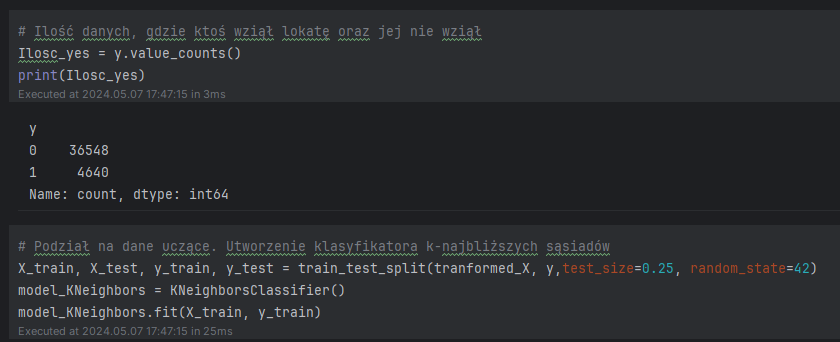 # Ilość danych, gdzie ktoś wziął lokatę oraz jej nie wziął
Ilosc_yes = y.value_counts()
print(Ilosc_yes)
Executed at 2024.05.07 17:47:15 in 3ms
y
0    36548
1     4640
Name: count, dtype: int64
# Podział na dane uczące. Utworzenie klasyfikatora k-najbliższych sąsiadów
X_train, X_test, y_train, y_test = train_test_split(tranformed_X, y,test_size=0.25, random_state=42)
model_KNeighbors = KNeighborsClassifier()
model_KNeighbors.fit(X_train, y_train)
Executed at 2024.05.07 17:47:15 in 25ms